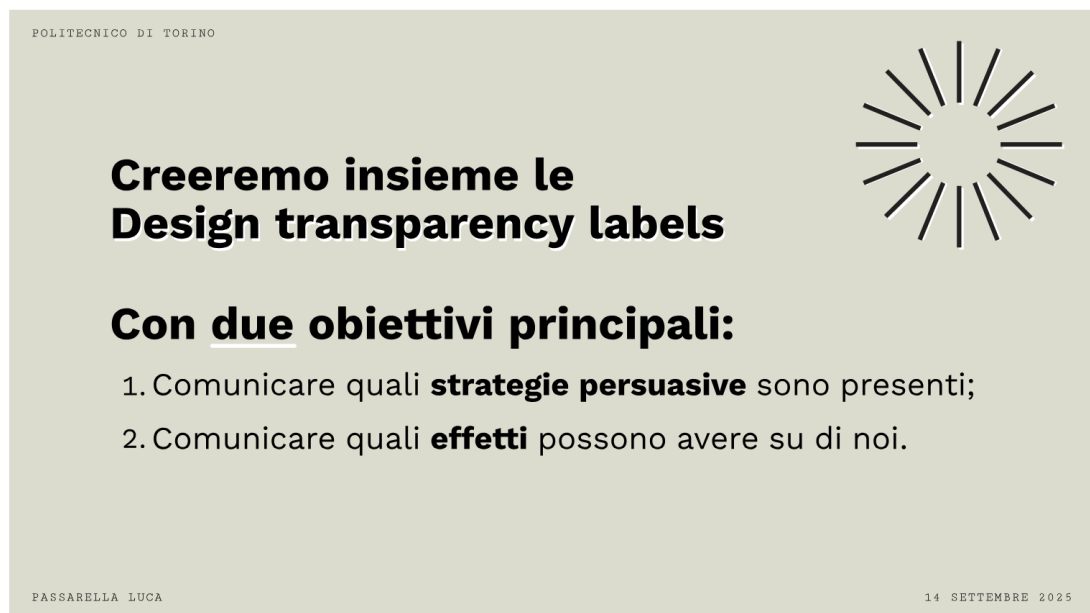 POLITECNICO DI TORINO
Creeremo insieme le
Design transparency labels
Con due obiettivi principali:
1. Comunicare quali strategie persuasive sono presenti;
2. Comunicare quali effetti possono avere su di noi.
PASSARELLA LUCA
14 SETTEMBRE 2025